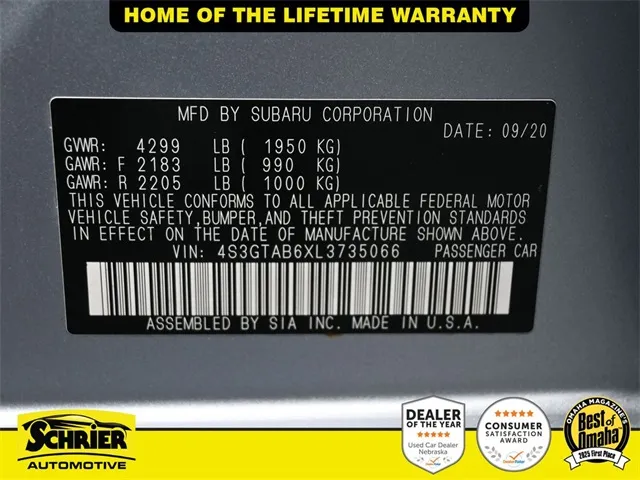 HOME OF THE LIFETIME WARRANTY
MFD BY SUBARU CORPORATION
DATE: 09/20
GVWR: 4299 LB ( 1950 KG)
GAWR: F 2183 LB ( 990 KG)
GAWR: R 2205 LB ( 1000 KG)
THIS VEHICLE CONFORMS TO ALL APPLICABLE FEDERAL MOTOR
VEHICLE SAFETY,BUMPER,AND THEFT PREVENTION STANDARDS
IN EFFECT ON THE DATE OF MANUFACTURE SHOWN ABOVE.
VIN: 4S3GTAB6XL3735066 PASSENGER CAR
ASSEMBLED BY SIA INC. MADE IN U.S.A.
SCHRIER
AUTOMOTIVE
DEALER
OF THE YEAR
Used Car Dealer
Nebraska
DealerRater
CONSUMER
SATISFACTION
AWARD
DealerRater
OMAHA MAGAZINE'S
Best of
Omaha
2025 First Place